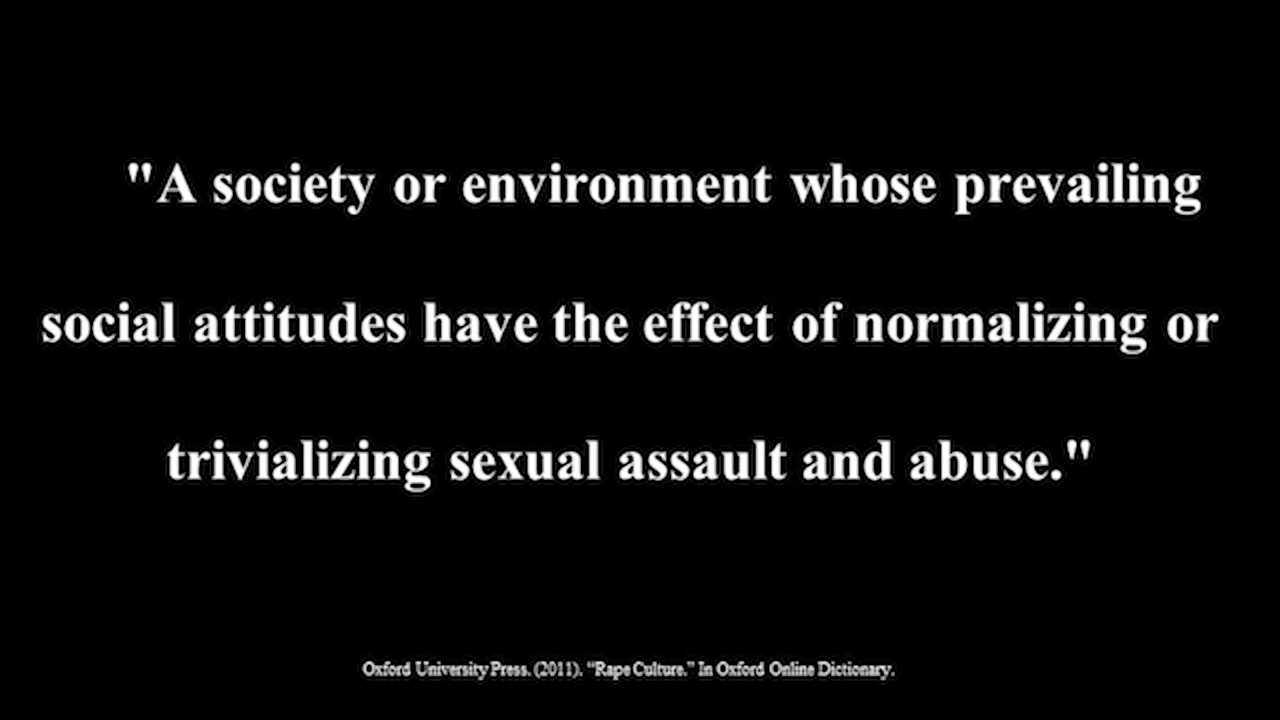 "A society or environment whose prevailing
social attitudes have the effect of normalizing or
trivializing sexual assault and abuse."
Oxford University Press. (2011). “Rape Culture.” In Oxford Online Dictionary.